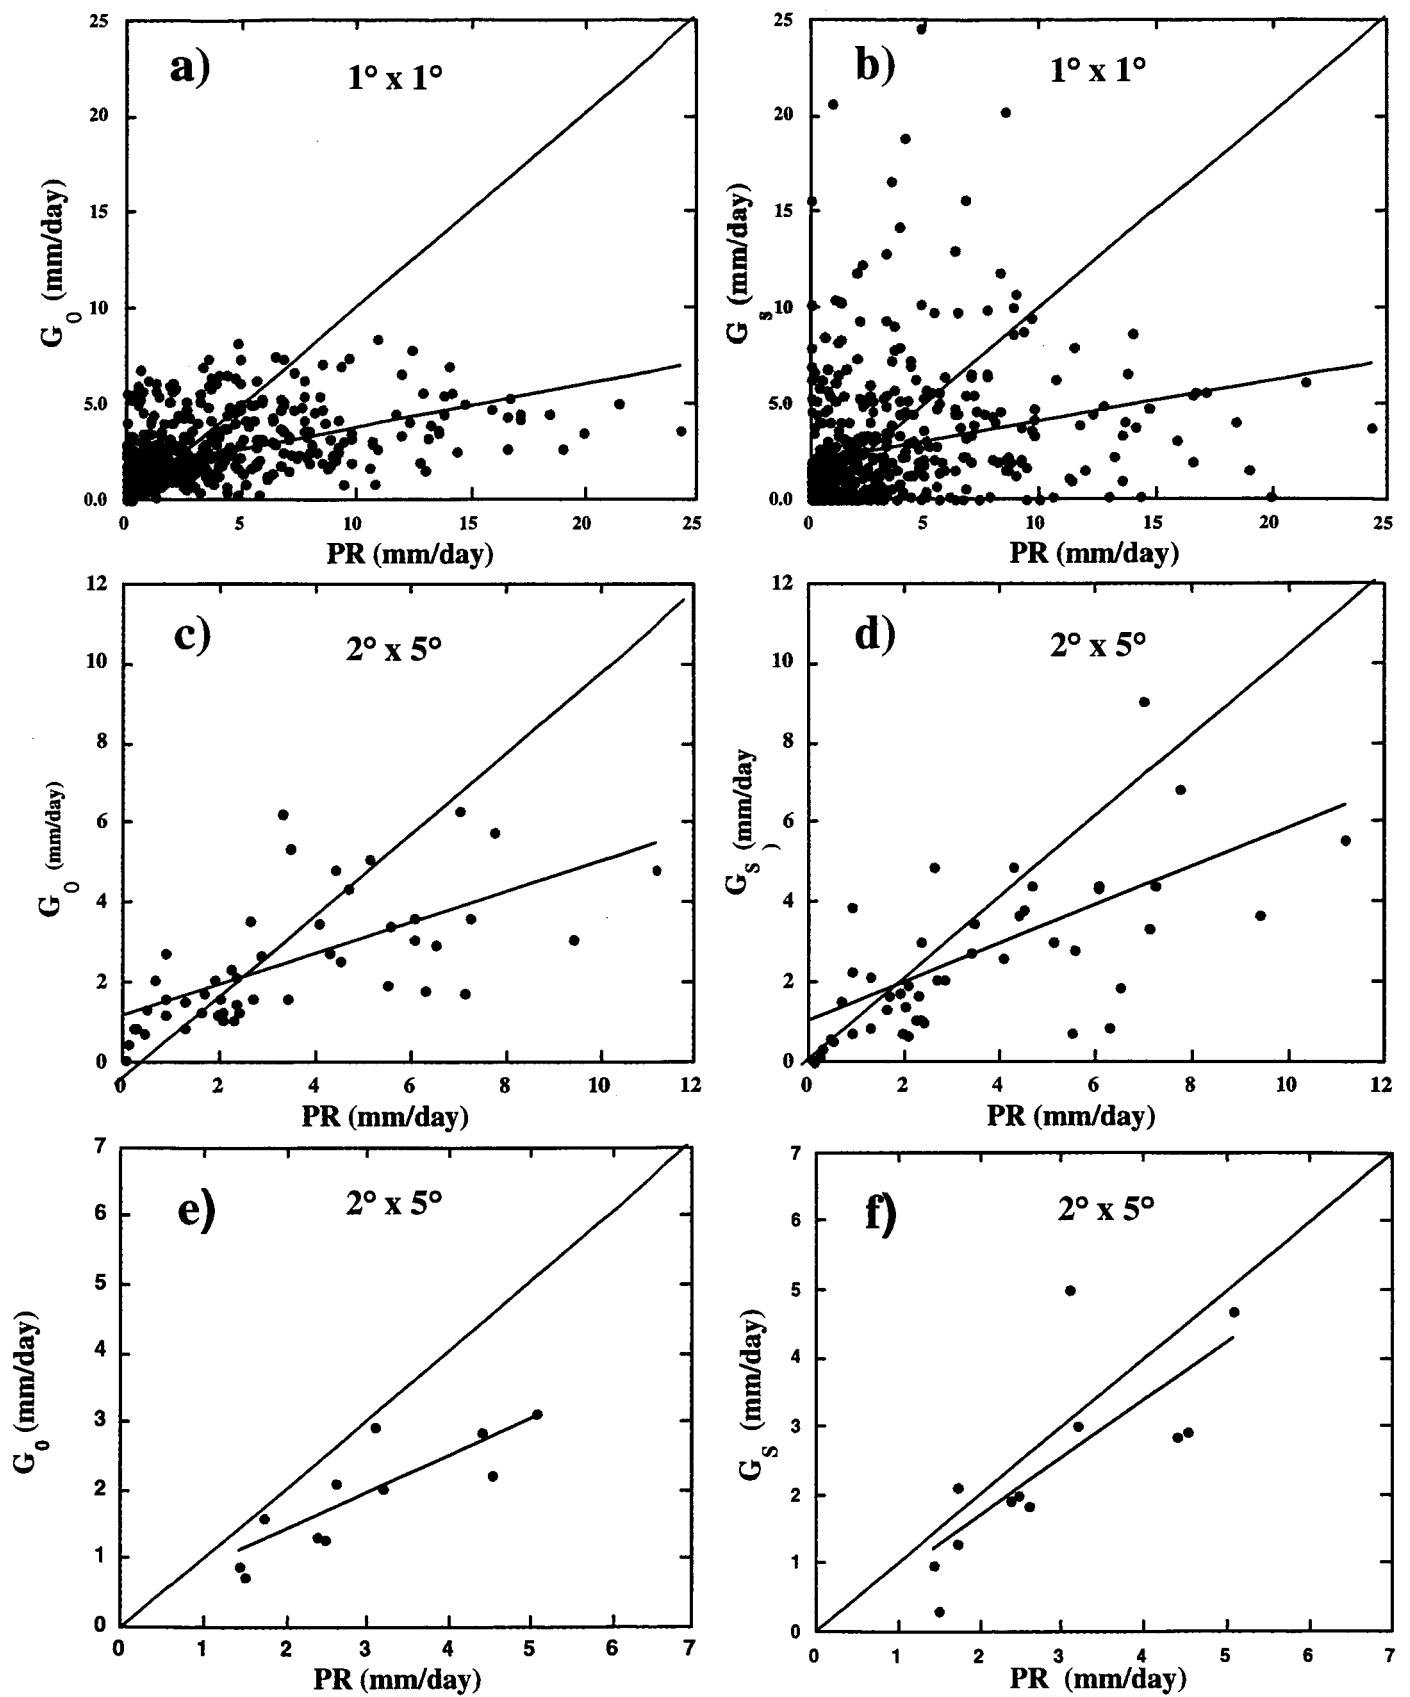 a)
1° x 1°
25
20
15
10
5.0
0.0
G0 (mm/day)
0 5 10 15 20 25
PR (mm/day)
b)
1° x 1°
25
20
15
10
5.0
0.0
Gs (mm/day)
0 5 10 15 20 25
PR (mm/day)
c)
2° x 5°
12
10
8
6
4
2
0
G0 (mm/day)
0 2 4 6 8 10 12
PR (mm/day)
d)
2° x 5°
12
10
8
6
4
2
0
GS (mm/day)
0 2 4 6 8 10 12
PR (mm/day)
e)
2° x 5°
7
6
5
4
3
2
1
0
G0 (mm/day)
0 1 2 3 4 5 6 7
PR (mm/day)
f)
2° x 5°
7
6
5
4
3
2
1
0
GS (mm/day)
0 1 2 3 4 5 6 7
PR (mm/day)